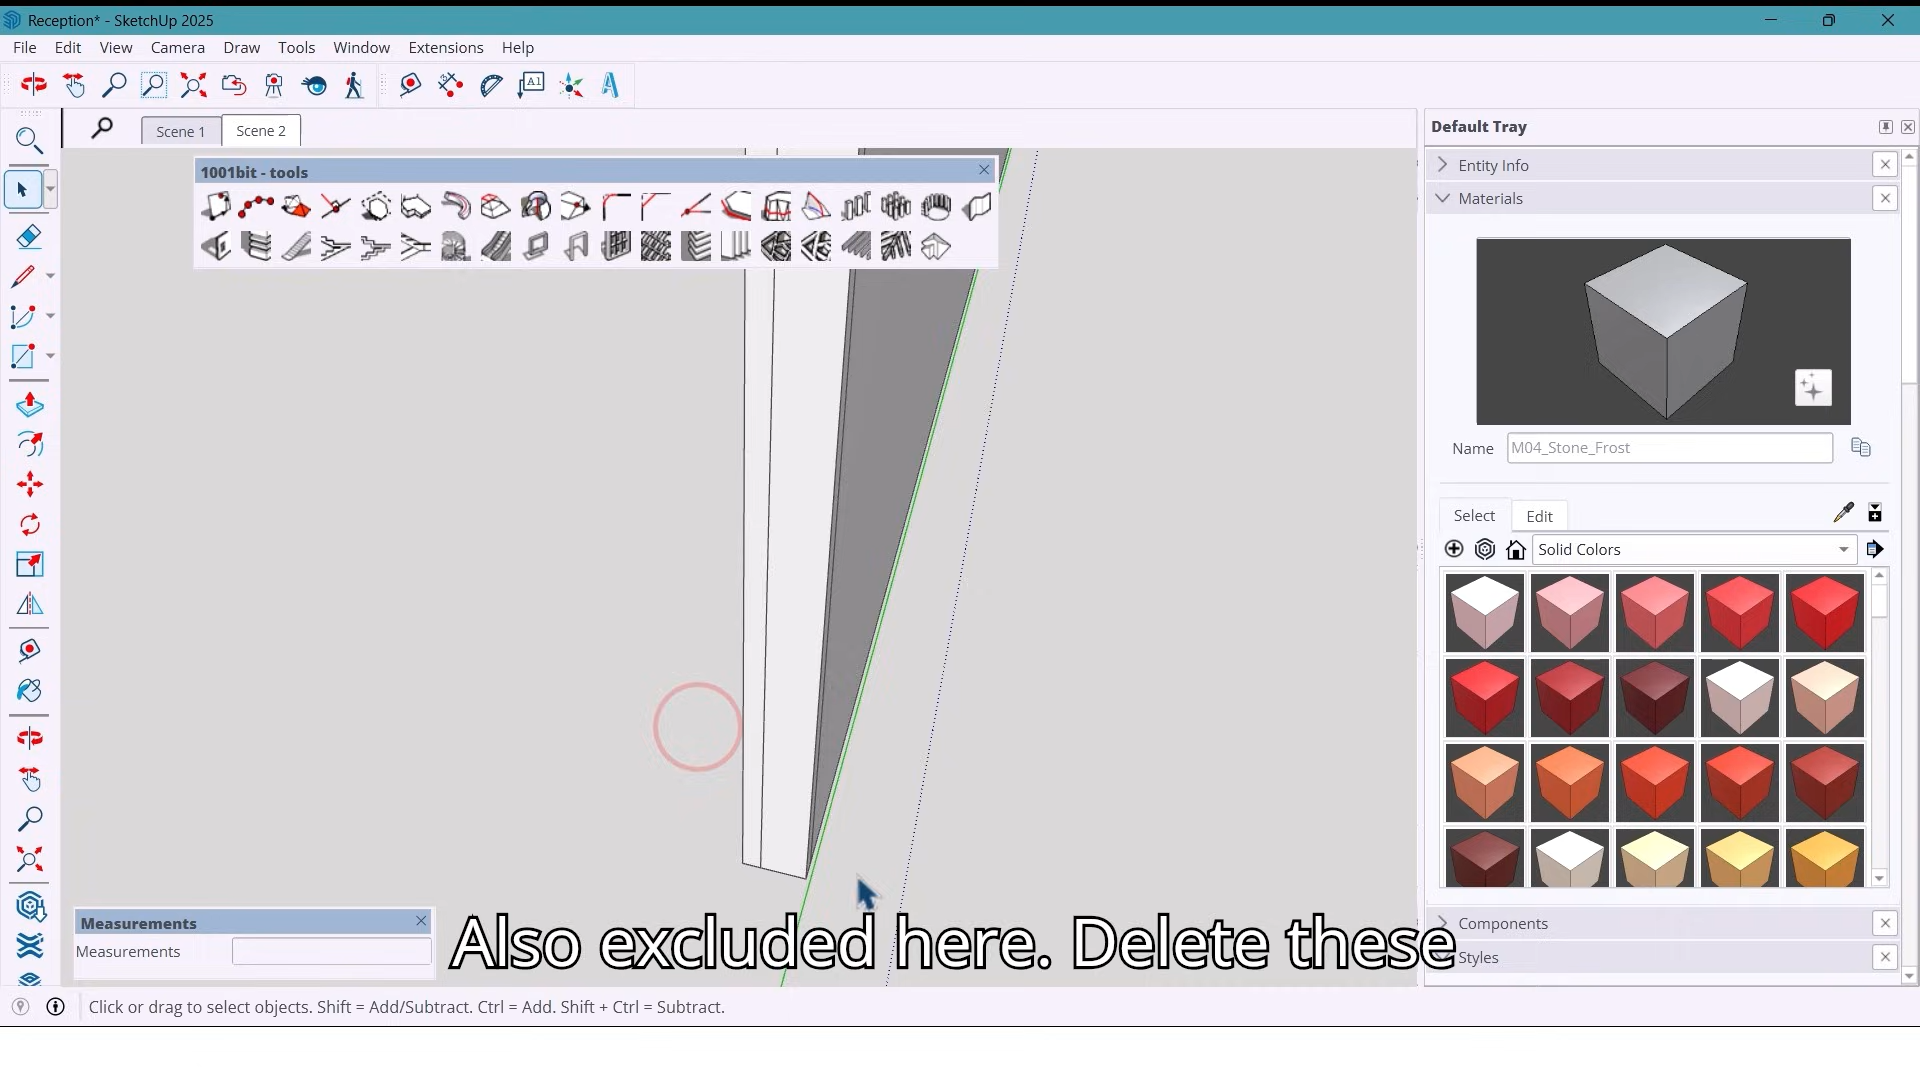 Reception* - SketchUp 2025
File Edit View Camera Draw Tools Window Extensions Help
A1
Scene 1 Scene 2
1001bit - tools
Default Tray
Entity Info
Materials
Name M04_Stone_Frost
Select Edit
Solid Colors
Components
Styles
Measurements
Measurements
Also excluded here. Delete these
Click or drag to select objects. Shift = Add/Subtract. Ctrl = Add. Shift + Ctrl = Subtract.